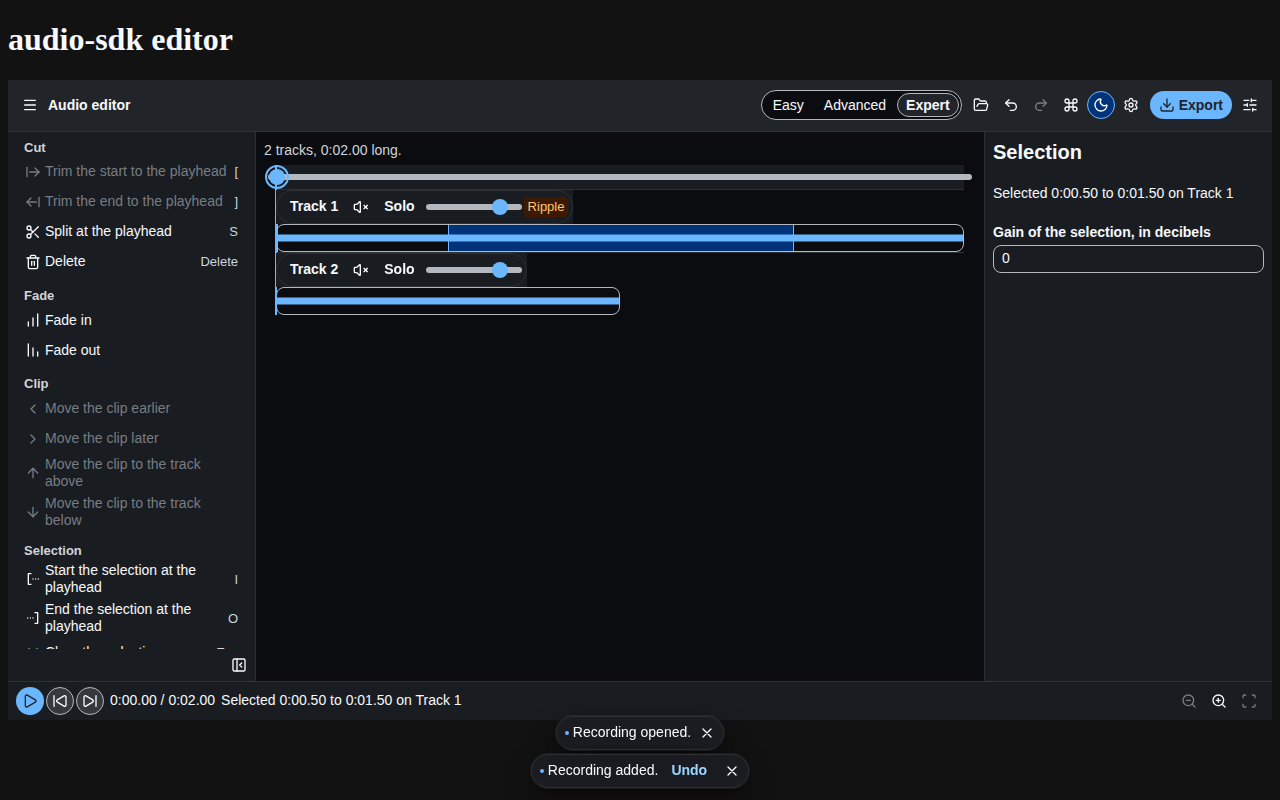 audio-sdk editor
Audio editor
Easy Advanced Expert
Export
Cut
Trim the start to the playhead [
Trim the end to the playhead ]
Split at the playhead S
Delete Delete
Fade
Fade in
Fade out
Clip
Move the clip earlier
Move the clip later
Move the clip to the track
above
Move the clip to the track
below
Selection
Start the selection at the
playhead I
End the selection at the
playhead O
2 tracks, 0:02.00 long.
Track 1 Solo Ripple
Track 2 Solo
Selection
Selected 0:00.50 to 0:01.50 on Track 1
Gain of the selection, in decibels
0
0:00.00 / 0:02.00 Selected 0:00.50 to 0:01.50 on Track 1
Recording opened.
Recording added. Undo